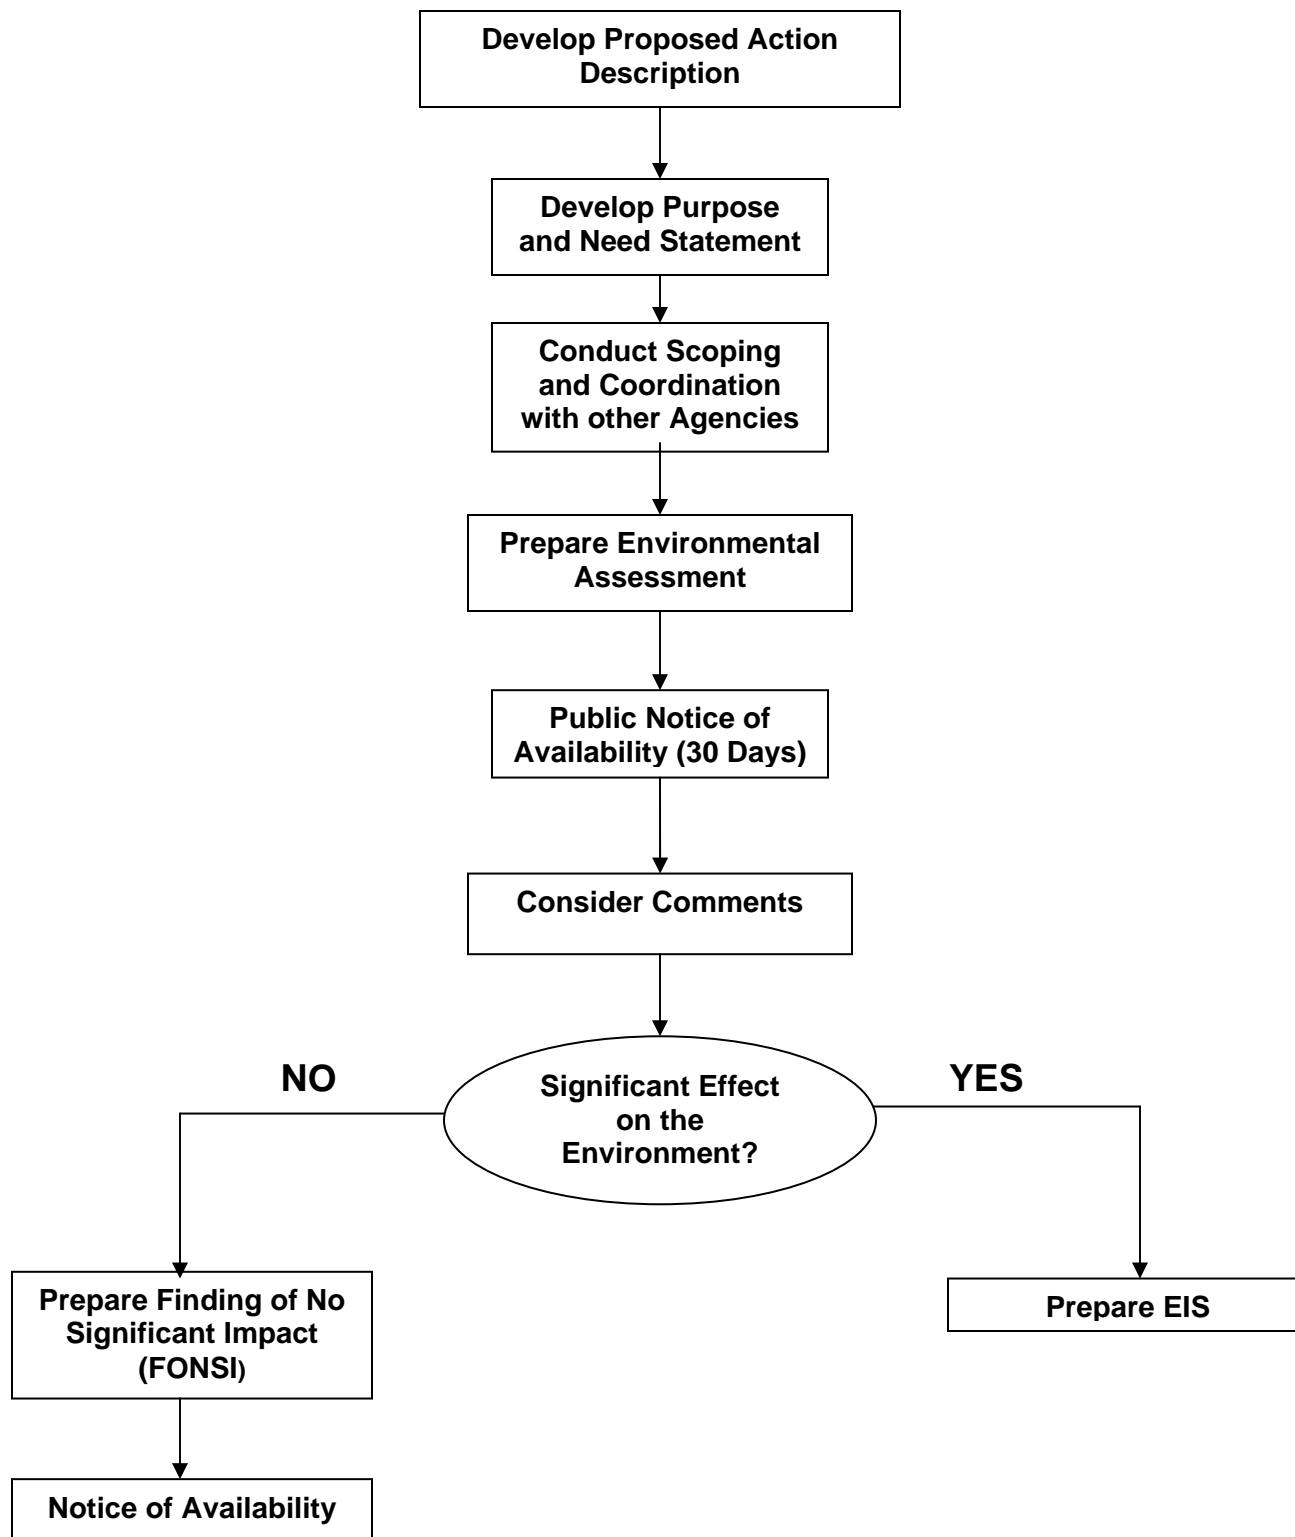 Develop Proposed Action
Description
Develop Purpose
and Need Statement
Conduct Scoping
and Coordination
with other Agencies
Prepare Environmental
Assessment
Public Notice of
Availability (30 Days)
Consider Comments
NO
Significant Effect
on the
Environment?
YES
Prepare Finding of No
Significant Impact
(FONSI)
Prepare EIS
Notice of Availability